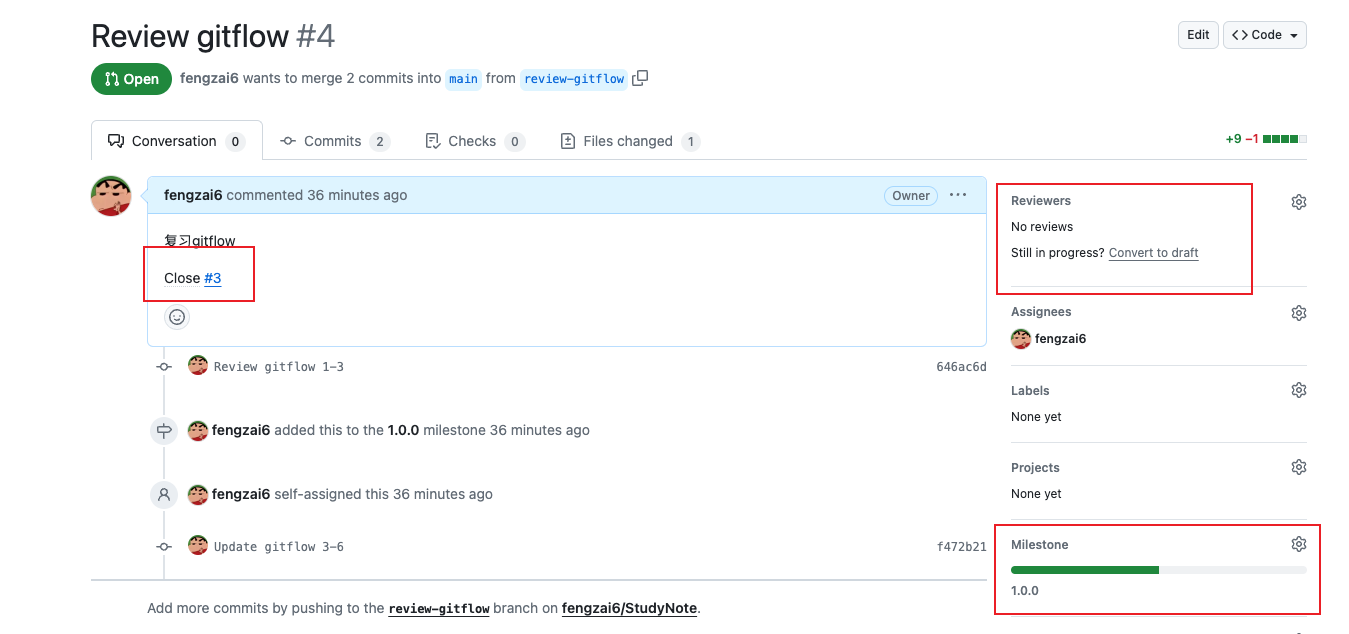 Review gitflow #4
Edit
Code
Open
fengzai6 wants to merge 2 commits into main from review-gitflow
Conversation 0
Commits 2
Checks 0
Files changed 1
+9 −1
fengzai6 commented 36 minutes ago
Owner
复习gitflow
Close #3
Review gitflow 1-3
646ac6d
fengzai6 added this to the 1.0.0 milestone 36 minutes ago
fengzai6 self-assigned this 36 minutes ago
Update gitflow 3-6
f472b21
Add more commits by pushing to the review-gitflow branch on fengzai6/StudyNote.
Reviewers
No reviews
Still in progress? Convert to draft
Assignees
fengzai6
Labels
None yet
Projects
None yet
Milestone
1.0.0